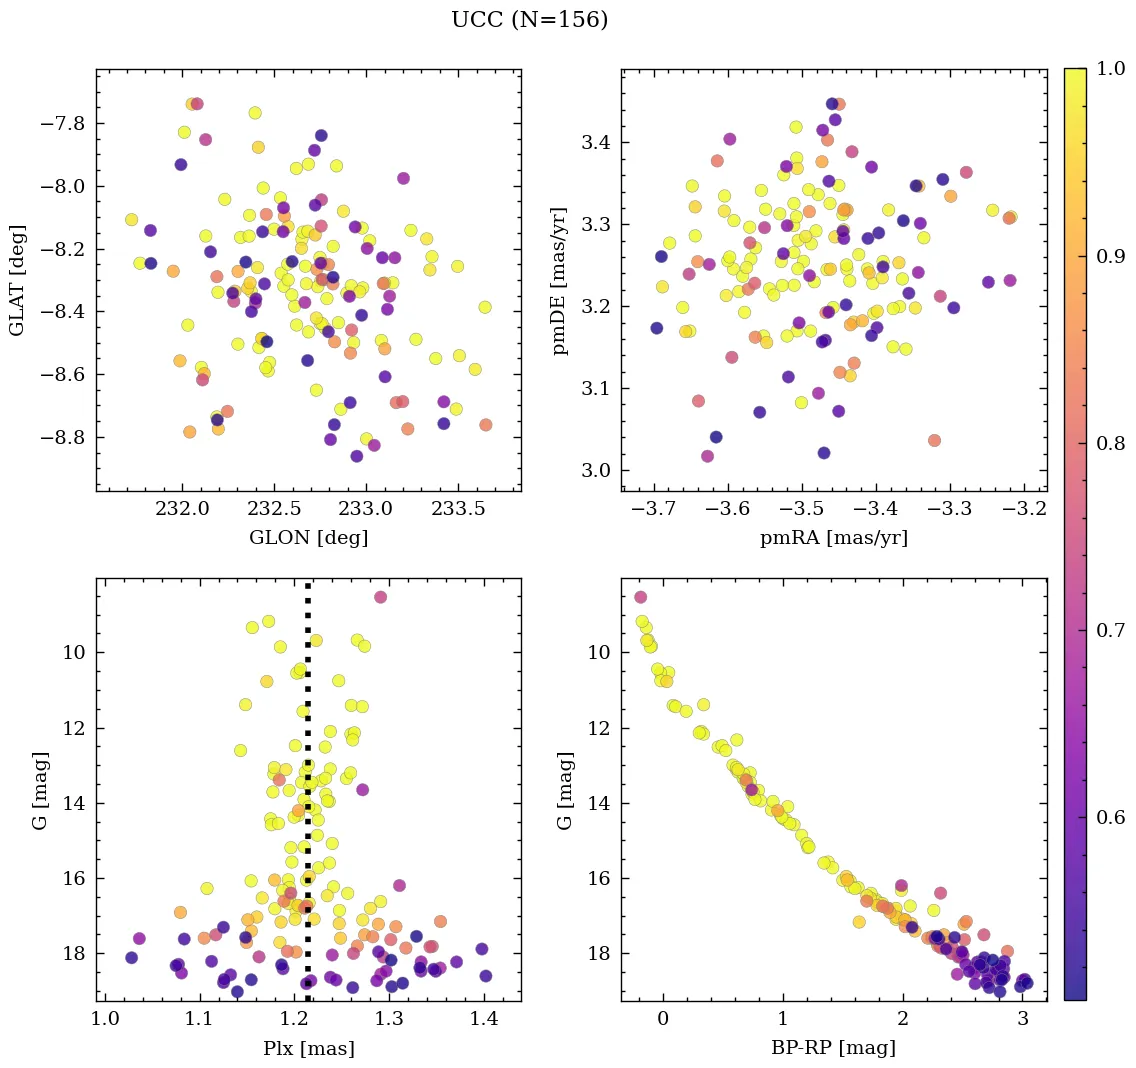 UCC (N=156)
−7.8
−8.0
−8.2
−8.4
−8.6
−8.8
GLAT [deg]
232.0 232.5 233.0 233.5
GLON [deg]
3.4
3.3
3.2
3.1
3.0
pmDE [mas/yr]
−3.7 −3.6 −3.5 −3.4 −3.3 −3.2
pmRA [mas/yr]
10
12
14
16
18
G [mag]
1.0 1.1 1.2 1.3 1.4
Plx [mas]
10
12
14
16
18
G [mag]
0 1 2 3
BP-RP [mag]
1.0
0.9
0.8
0.7
0.6